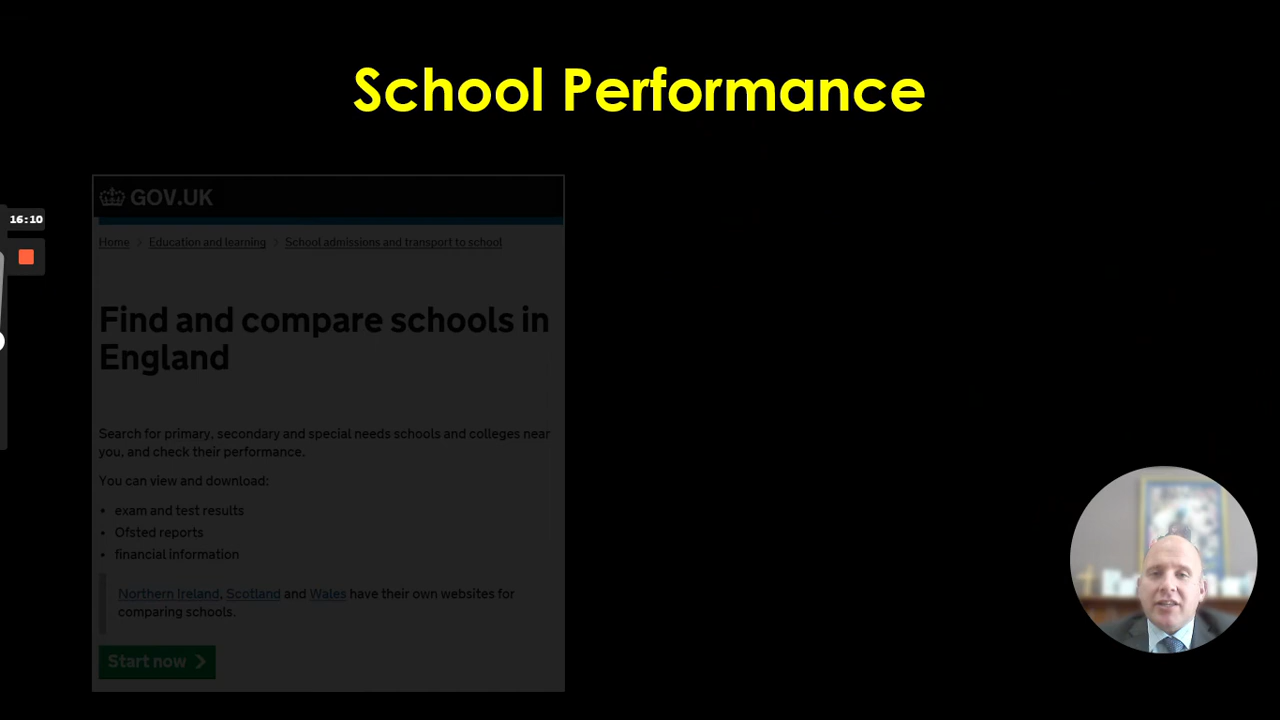 School Performance
GOV.UK
16:10
Home > Education and learning > School admissions and transport to school
Find and compare schools in
England
Search for primary, secondary and special needs schools and colleges near
you, and check their performance.
You can view and download:
• exam and test results
• Ofsted reports
• financial information
Northern Ireland, Scotland and Wales have their own websites for
comparing schools.
Start now >